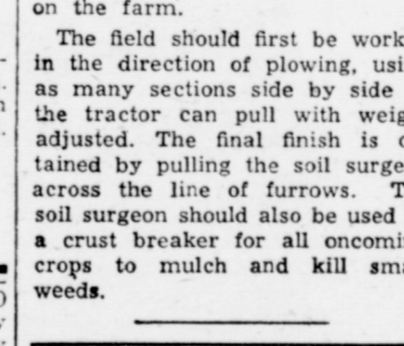 on the farm.
The field should first be work
in the direction of plowing, usi
as many sections side by side
the tractor can pull with weig
adjusted. The final finish is o
tained by pulling the soil surge
across the line of furrows. T
soil surgeon should also be used
a crust breaker for all oncomi
crops to mulch and kill sma
weeds.